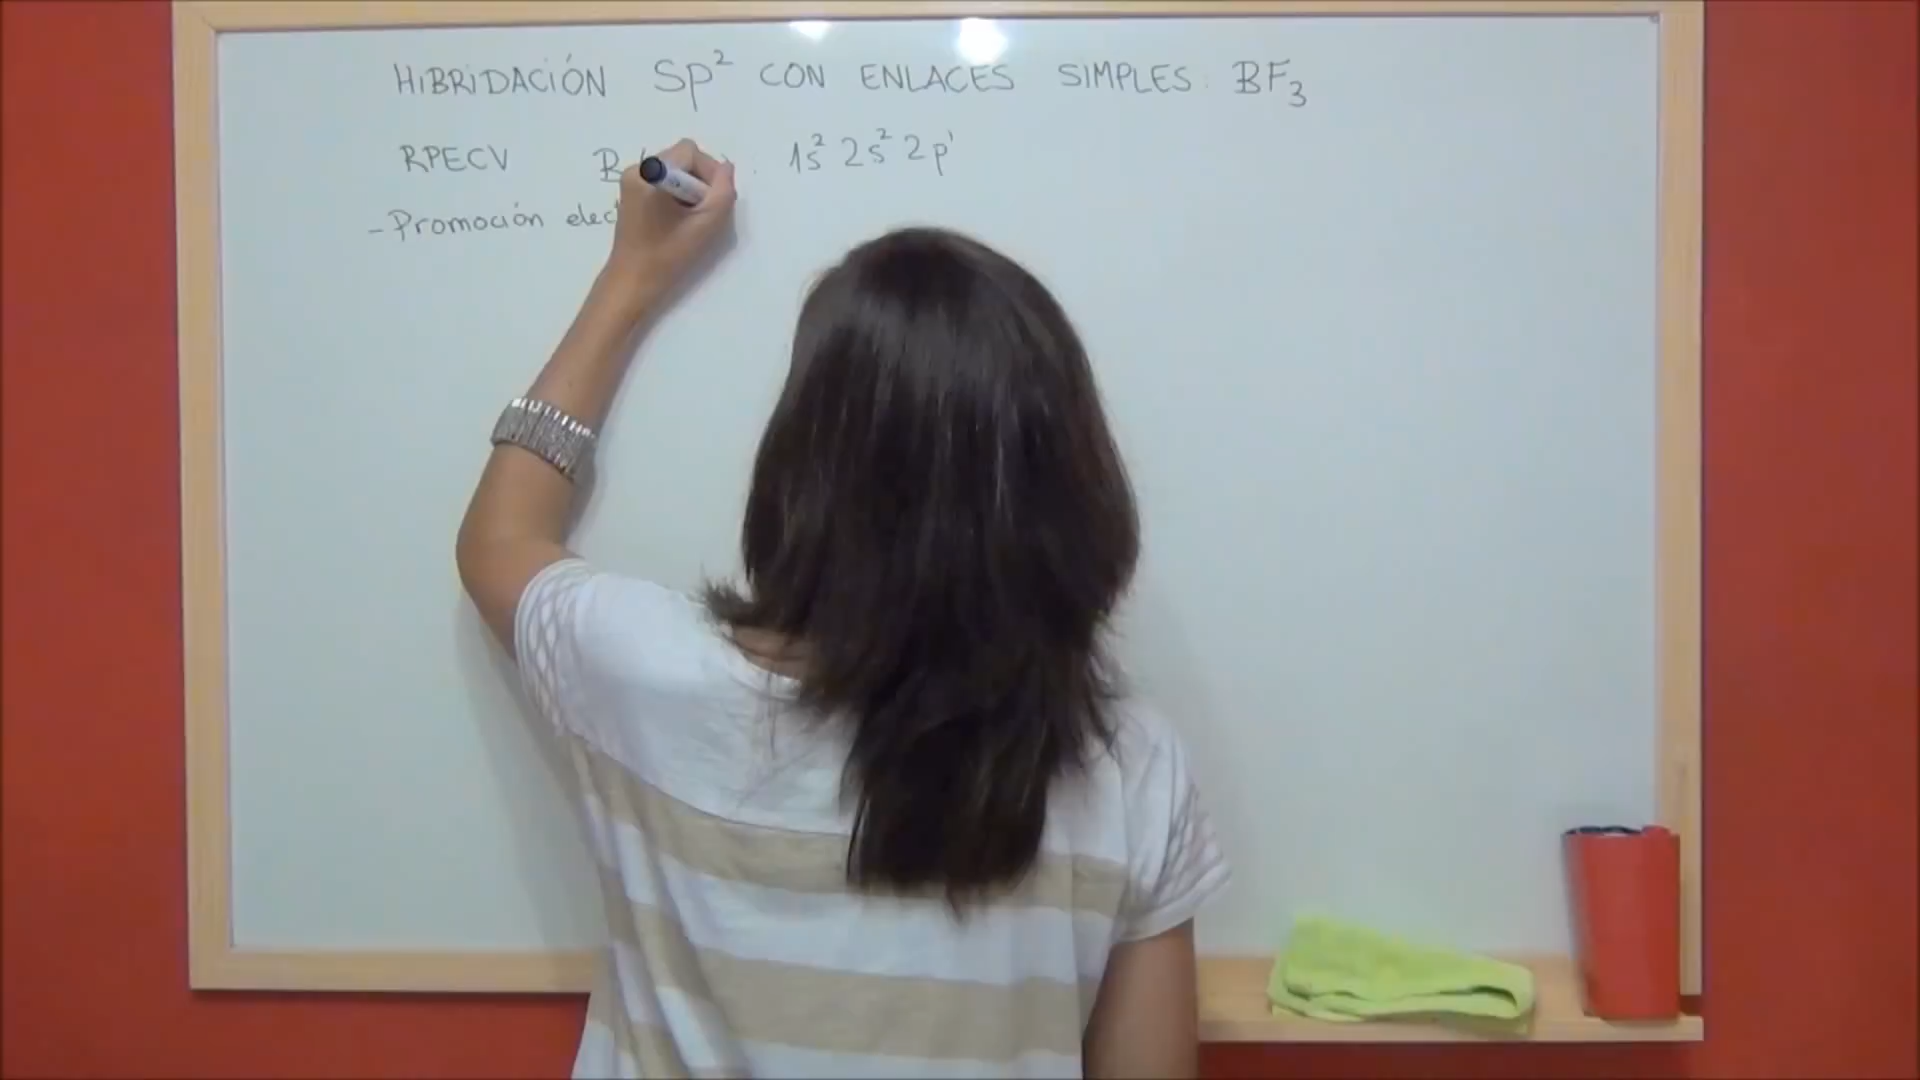 HIBRIDACIÓN sp² CON ENLACES SIMPLES: BF₃
RPECV B 1s² 2s² 2p¹
- Promoción